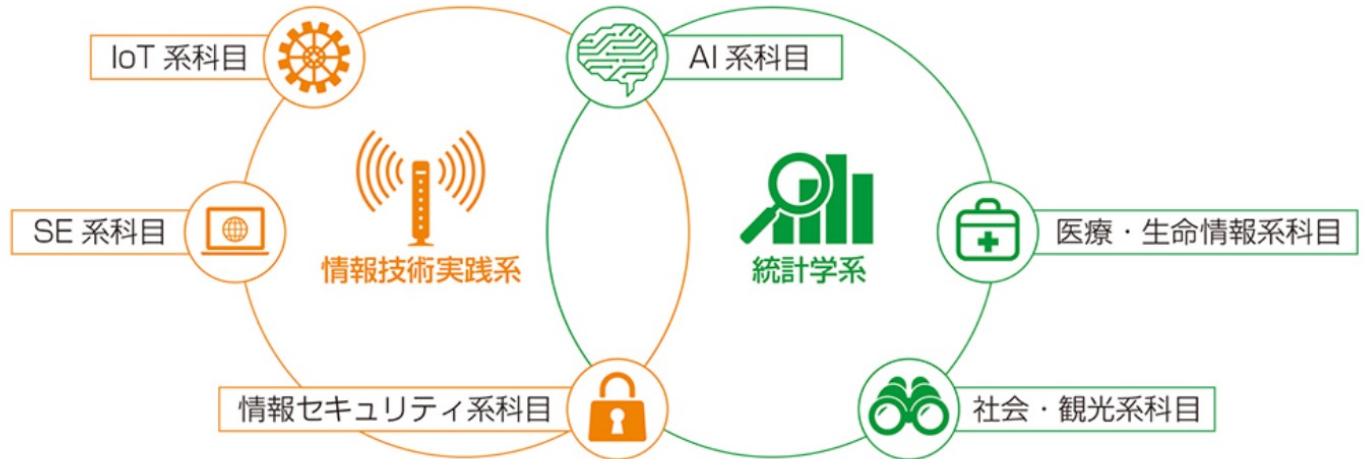 IoT 系科目
AI 系科目
SE 系科目
情報技術実践系
統計学系
医療・生命情報系科目
情報セキュリティ系科目
社会・観光系科目